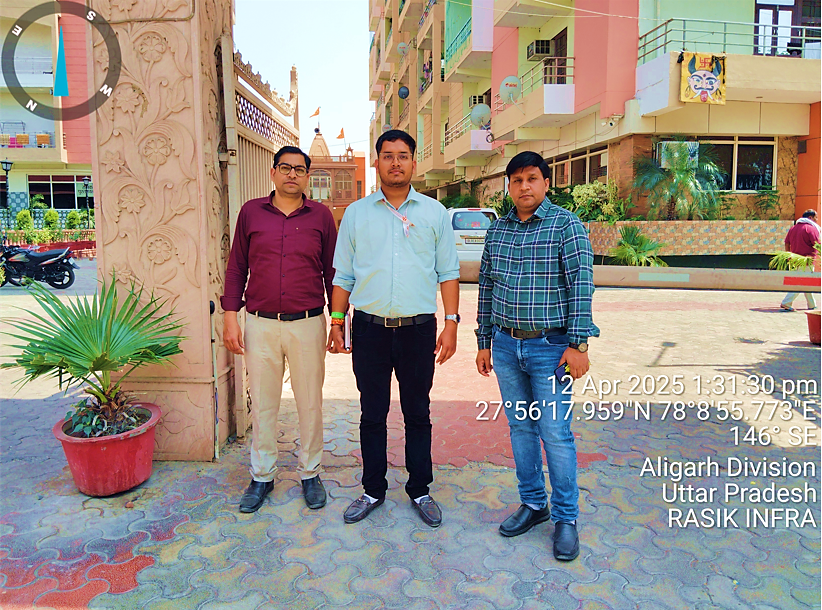 S
E
W
N
12 Apr 2025 1:31:30 pm
27°56'17.959"N 78°8'55.773"E
146° SE
Aligarh Division
Uttar Pradesh
RASIK INFRA